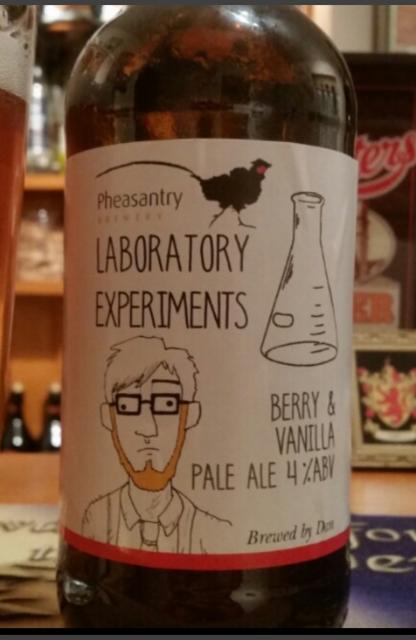 Pheasantry
BREWERY
LABORATORY
EXPERIMENTS
BERRY &
VANILLA
PALE ALE 4%ABV
Brewed by Dan